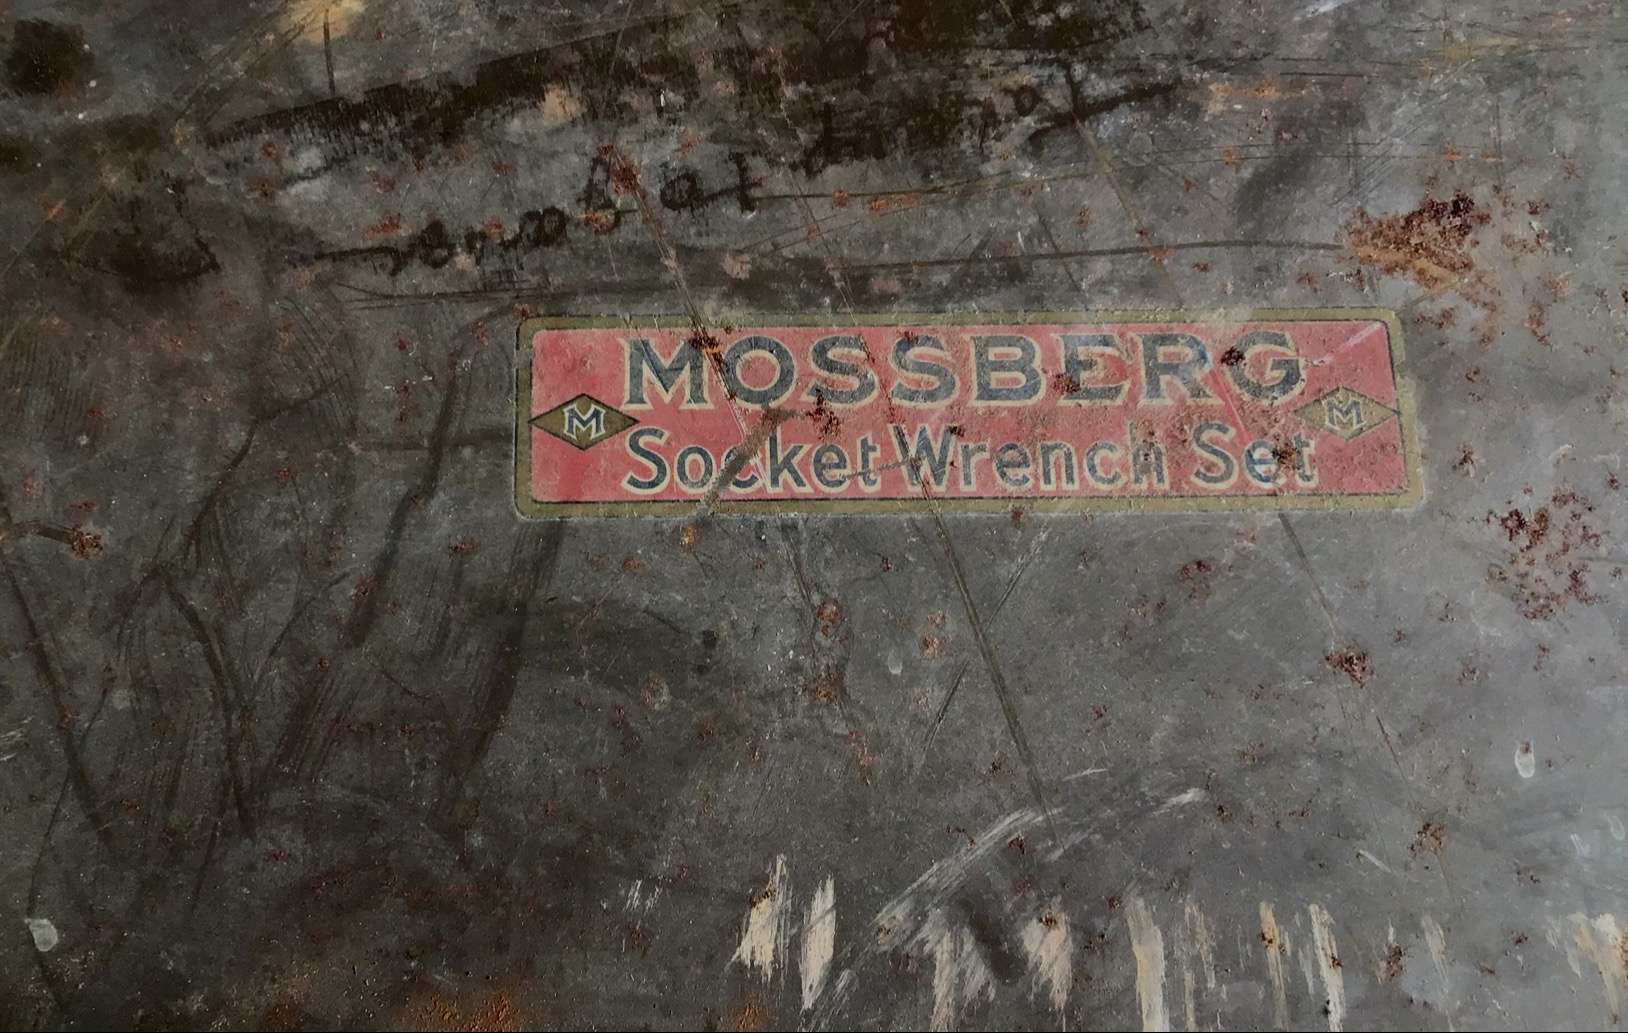 MOSSBERG
M M
Socket Wrench Set